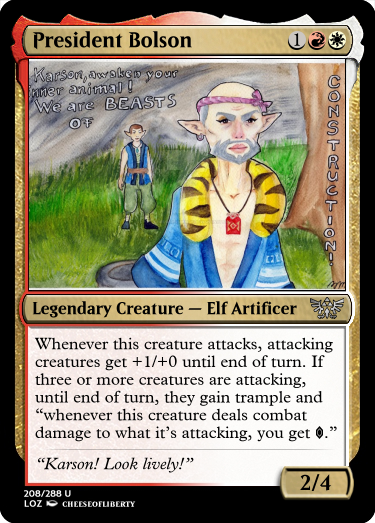 President Bolson 1
Karson, awaken your
inner animal!
We are BEASTS
OF
CONSTRUCTION!
Legendary Creature — Elf Artificer
Whenever this creature attacks, attacking
creatures get +1/+0 until end of turn. If
three or more creatures are attacking,
until end of turn, they gain trample and
“whenever this creature deals combat
damage to what it’s attacking, you get .”
“Karson! Look lively!”
2/4
208/288 U
LOZ CHEESEOFLIBERTY